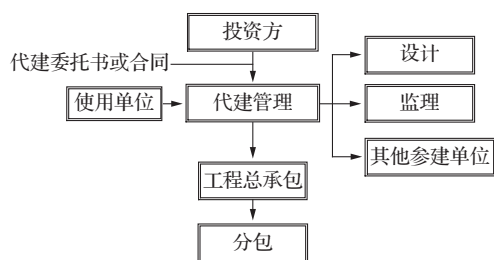 投资方
代建委托书或合同
设计
使用单位
代建管理
监理
其他参建单位
工程总承包
分包